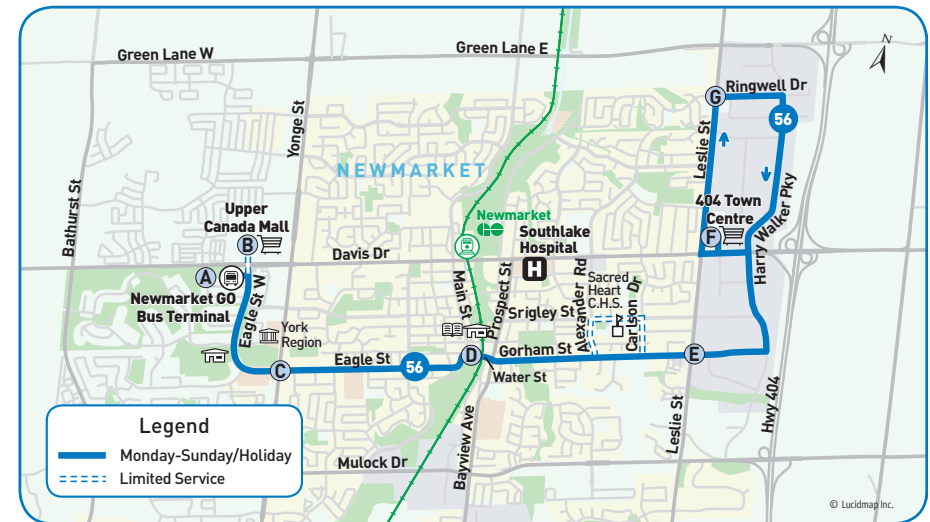 Green Lane W
Green Lane E
N
Yonge St
Bathurst St
NEWMARKET
G
Ringwell Dr
56
Leslie St
Harry Walker Pky
404 Town
Centre
F
Upper
Canada Mall
B
Davis Dr
Newmarket
GO
Southlake
Hospital
H
A
Newmarket GO
Bus Terminal
Eagle St W
York
Region
Main St
Prospect St
Srigley St
Alexander Rd
Sacred
Heart
C.H.S.
Carlson Dr
C
Eagle St
56
D
Gorham St
Water St
E
Leslie St
Hwy 404
Bayview Ave
Mulock Dr
Legend
Monday-Sunday/Holiday
Limited Service
© Lucidmap Inc.